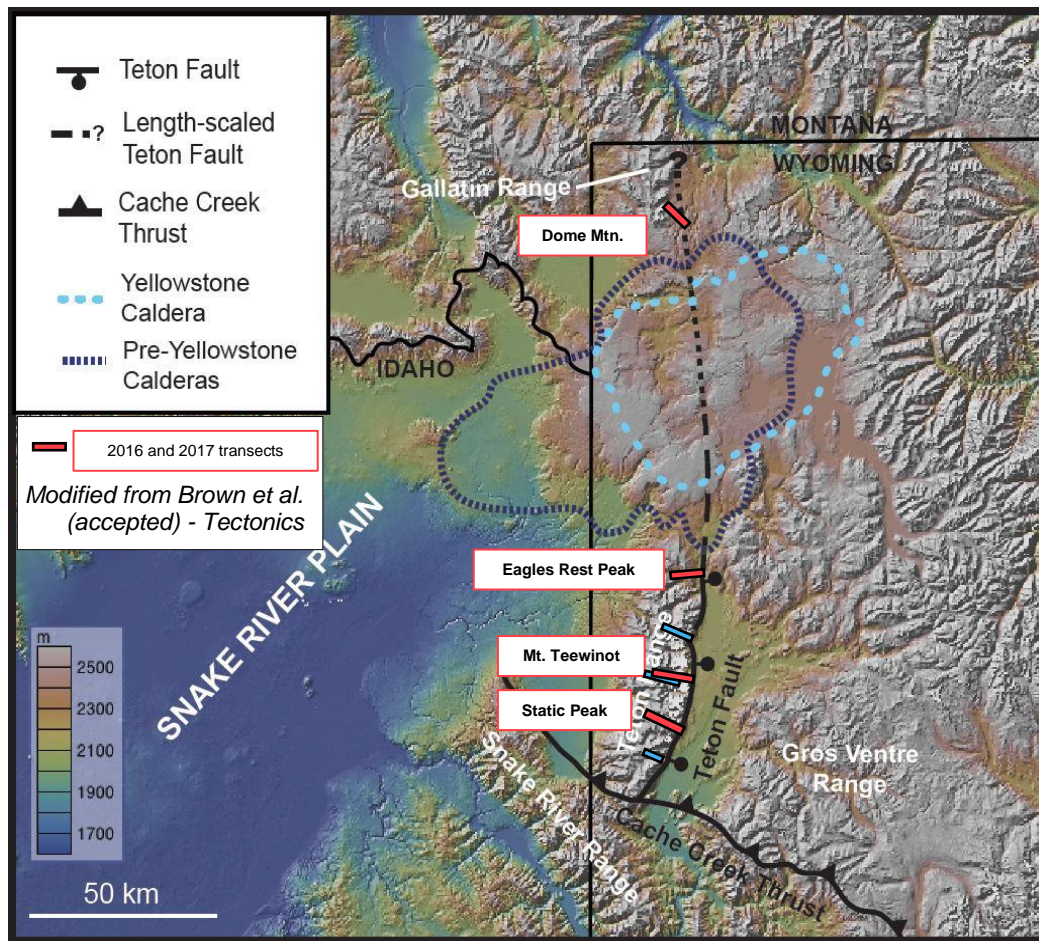 Teton Fault
?
Length-scaled
Teton Fault
Cache Creek
Thrust
Yellowstone
Caldera
Pre-Yellowstone
Calderas
2016 and 2017 transects
Modified from Brown et al.
(accepted) - Tectonics
MONTANA
WYOMING
?
Gallatin Range
Dome Mtn.
IDAHO
SNAKE RIVER PLAIN
Eagles Rest Peak
Mt. Teewinot
Static Peak
Teton Range
Teton Fault
Gros Ventre
Range
Snake River Range
Cache Creek Thrust
m
2500
2300
2100
1900
1700
50 km